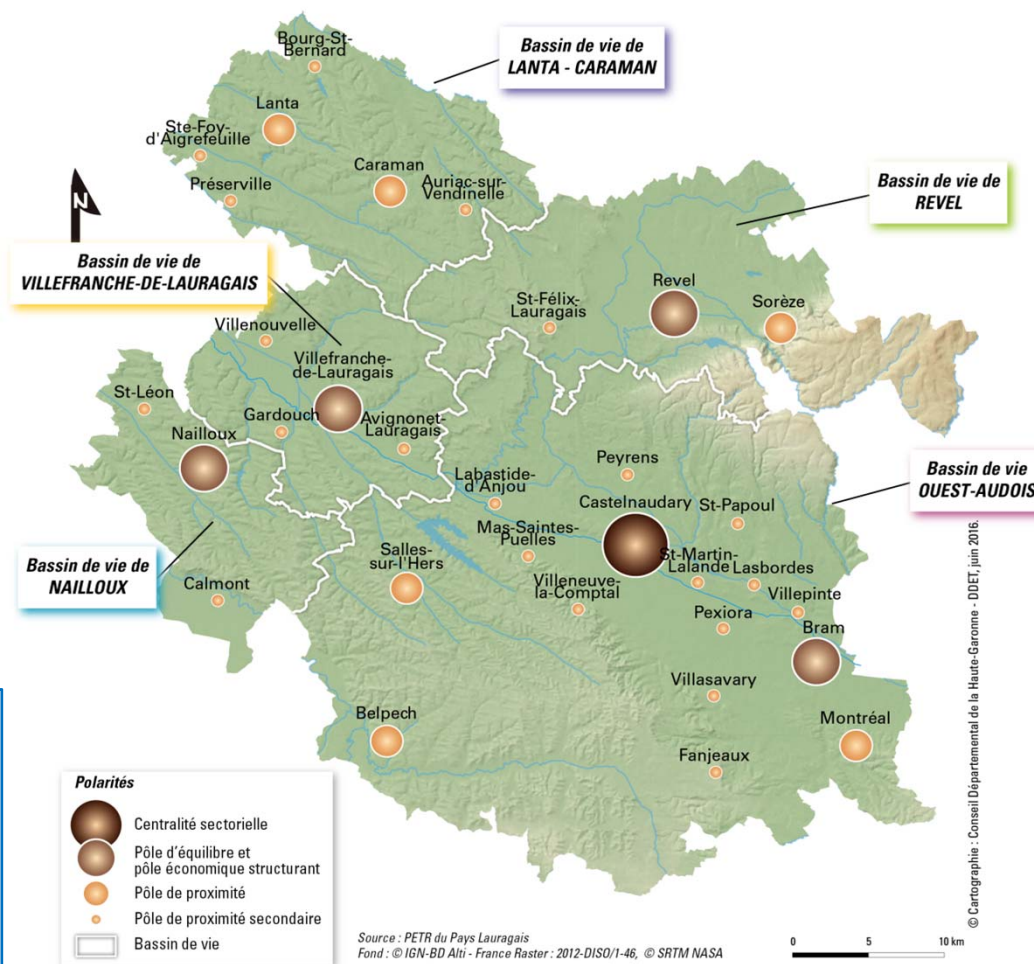 Bourg-St-
Bernard
Bassin de vie de
LANTA - CARAMAN
Lanta
Ste-Foy-
d'Aigrefeuille
Caraman
Préserville
Auriac-sur-
Vendinelle
Bassin de vie de
REVEL
N
Bassin de vie de
VILLEFRANCHE-DE-LAURAGAIS
Revel
St-Félix-
Lauragais
Sorèze
Villenouvelle
Villefranche-
de-Lauragais
St-Léon
Gardouch
Avignonet-
Lauragais
Nailloux
Peyrens
Bassin de vie
OUEST-AUDOIS
Labastide-
d'Anjou
Castelnaudary
St-Papoul
Mas-Saintes-
Puelles
Bassin de vie de
NAILLOUX
Salles-
sur-l'Hers
St-Martin-
Lalande
Lasbordes
Calmont
Villeneuve-
la-Comptal
Villepinte
Pexiora
Bram
Villasavary
Belpech
Montréal
Fanjeaux
Polarités
Centralité sectorielle
Pôle d'équilibre et
pôle économique structurant
Pôle de proximité
Pôle de proximité secondaire
Bassin de vie
Source : PETR du Pays Lauragais
Fond : © IGN-BD Alti - France Raster : 2012-DISO/1-46, © SRTM NASA
0 5 10 km
© Cartographie : Conseil Départemental de la Haute-Garonne - DDET, juin 2016.